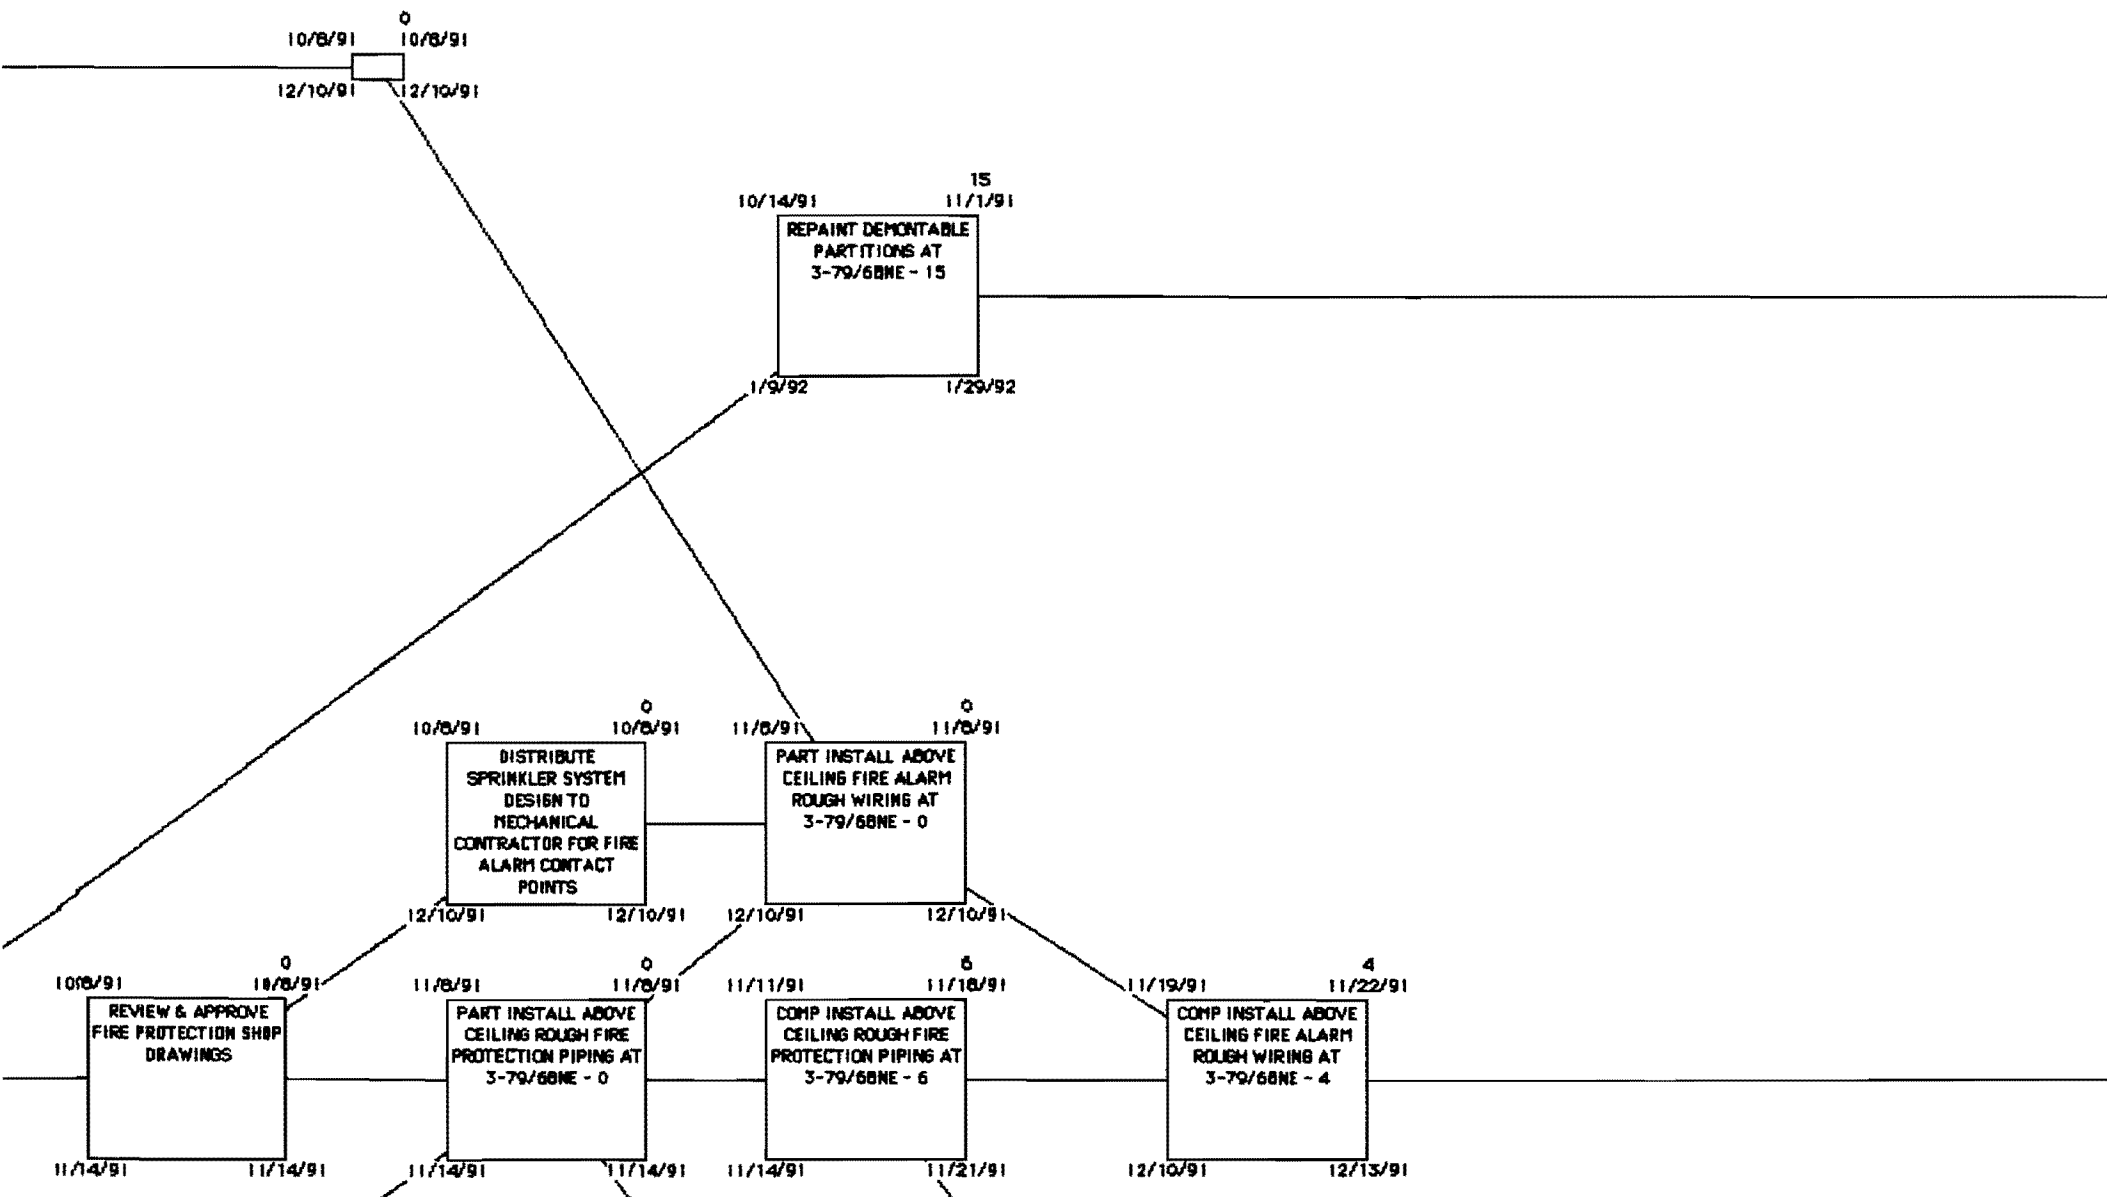 0
10/8/91 10/8/91
12/10/91 12/10/91
15
10/14/91 11/1/91
REPAINT DEMONTABLE
PARTITIONS AT
3-79/68NE - 15
1/9/92 1/29/92
0
10/8/91 10/8/91
DISTRIBUTE
SPRINKLER SYSTEM
DESIGN TO
MECHANICAL
CONTRACTOR FOR FIRE
ALARM CONTACT
POINTS
12/10/91 12/10/91
0
11/8/91 11/8/91
PART INSTALL ABOVE
CEILING FIRE ALARM
ROUGH WIRING AT
3-79/68NE - 0
12/10/91 12/10/91
0
10/8/91 10/8/91
REVIEW & APPROVE
FIRE PROTECTION SHOP
DRAWINGS
11/14/91 11/14/91
0
11/8/91 11/8/91
PART INSTALL ABOVE
CEILING ROUGH FIRE
PROTECTION PIPING AT
3-79/68NE - 0
11/14/91 11/14/91
6
11/11/91 11/18/91
COMP INSTALL ABOVE
CEILING ROUGH FIRE
PROTECTION PIPING AT
3-79/68NE - 6
11/14/91 11/21/91
4
11/19/91 11/22/91
COMP INSTALL ABOVE
CEILING FIRE ALARM
ROUGH WIRING AT
3-79/68NE - 4
12/10/91 12/13/91